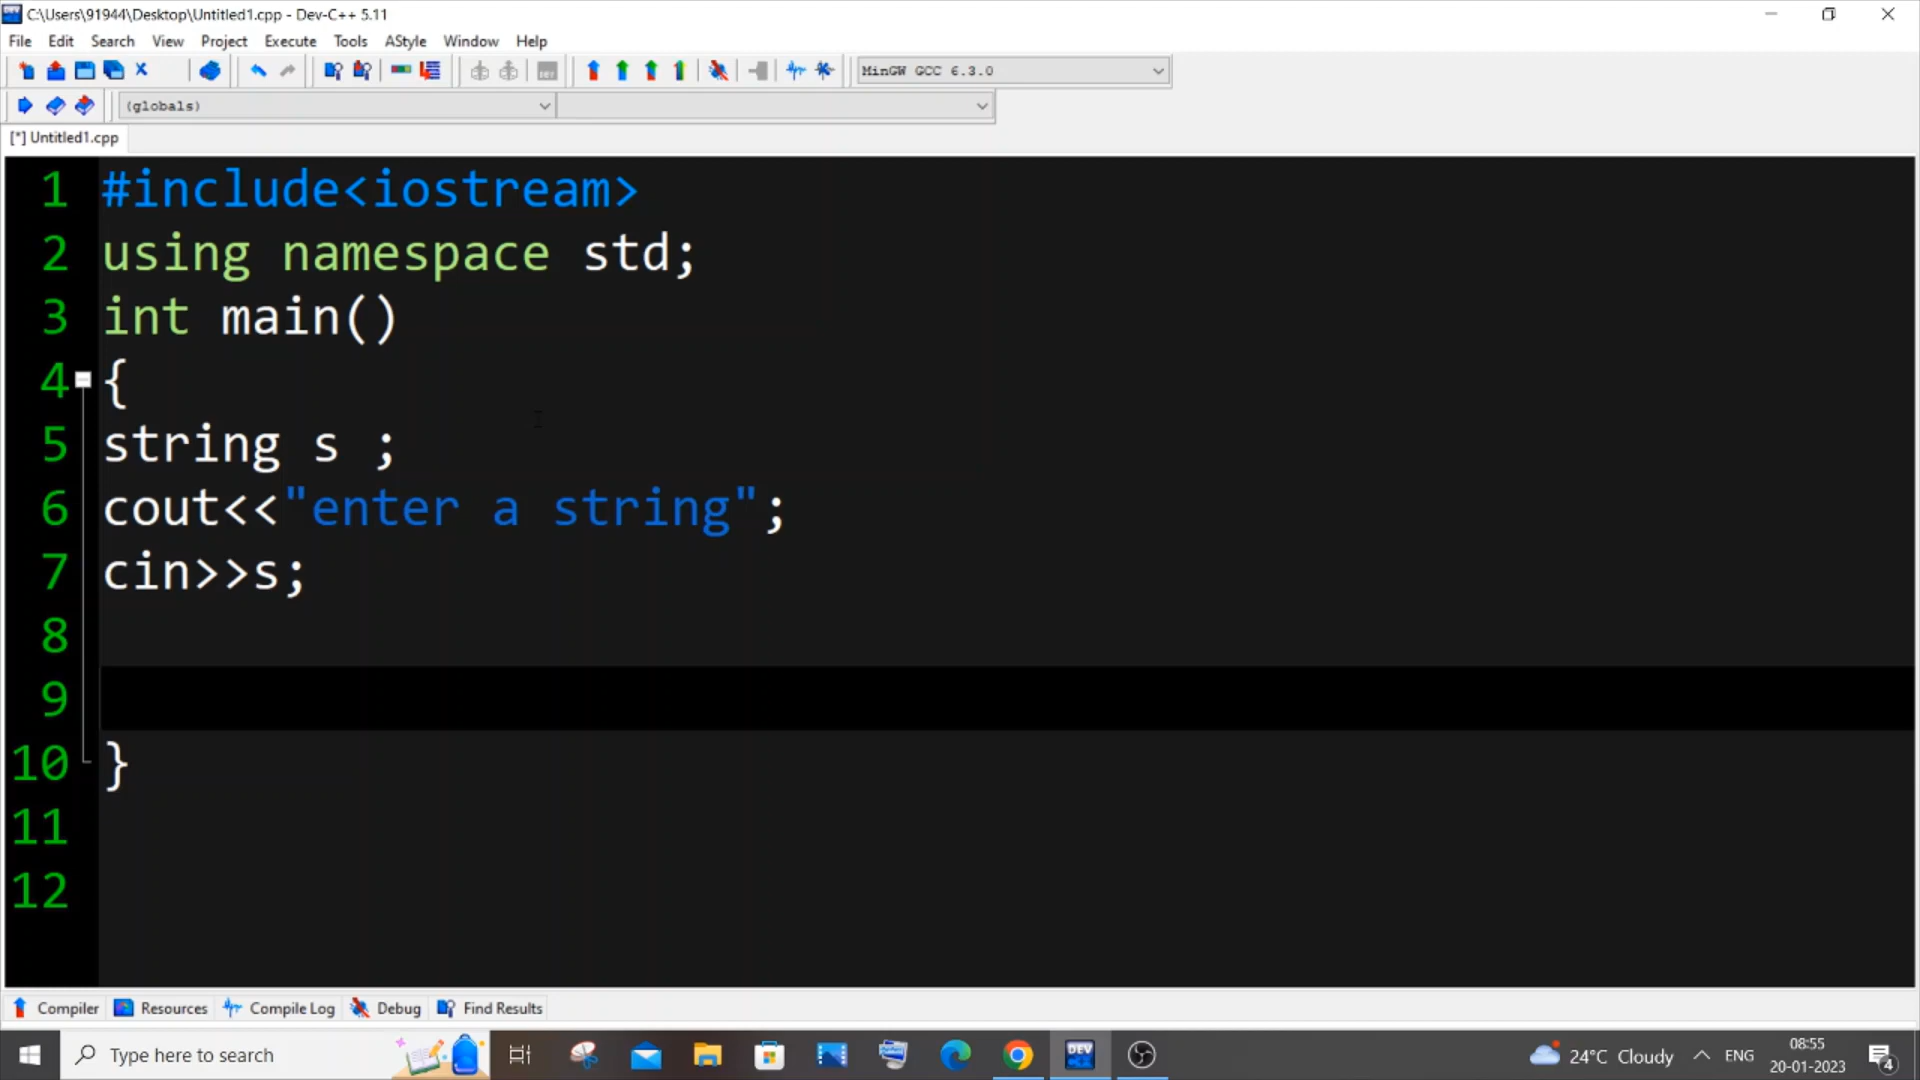 C:\Users\91944\Desktop\Untitled1.cpp - Dev-C++ 5.11
File Edit Search View Project Execute Tools AStyle Window Help
MinGW GCC 6.3.0
(globals)
[*] Untitled1.cpp
1 #include<iostream>
2 using namespace std;
3 int main()
4 {
5 string s ;
6 cout<<"enter a string";
7 cin>>s;
8
9
10 }
11
12
Compiler Resources Compile Log Debug Find Results
Type here to search
DEV
24°C Cloudy
ENG
08:55
20-01-2023
4